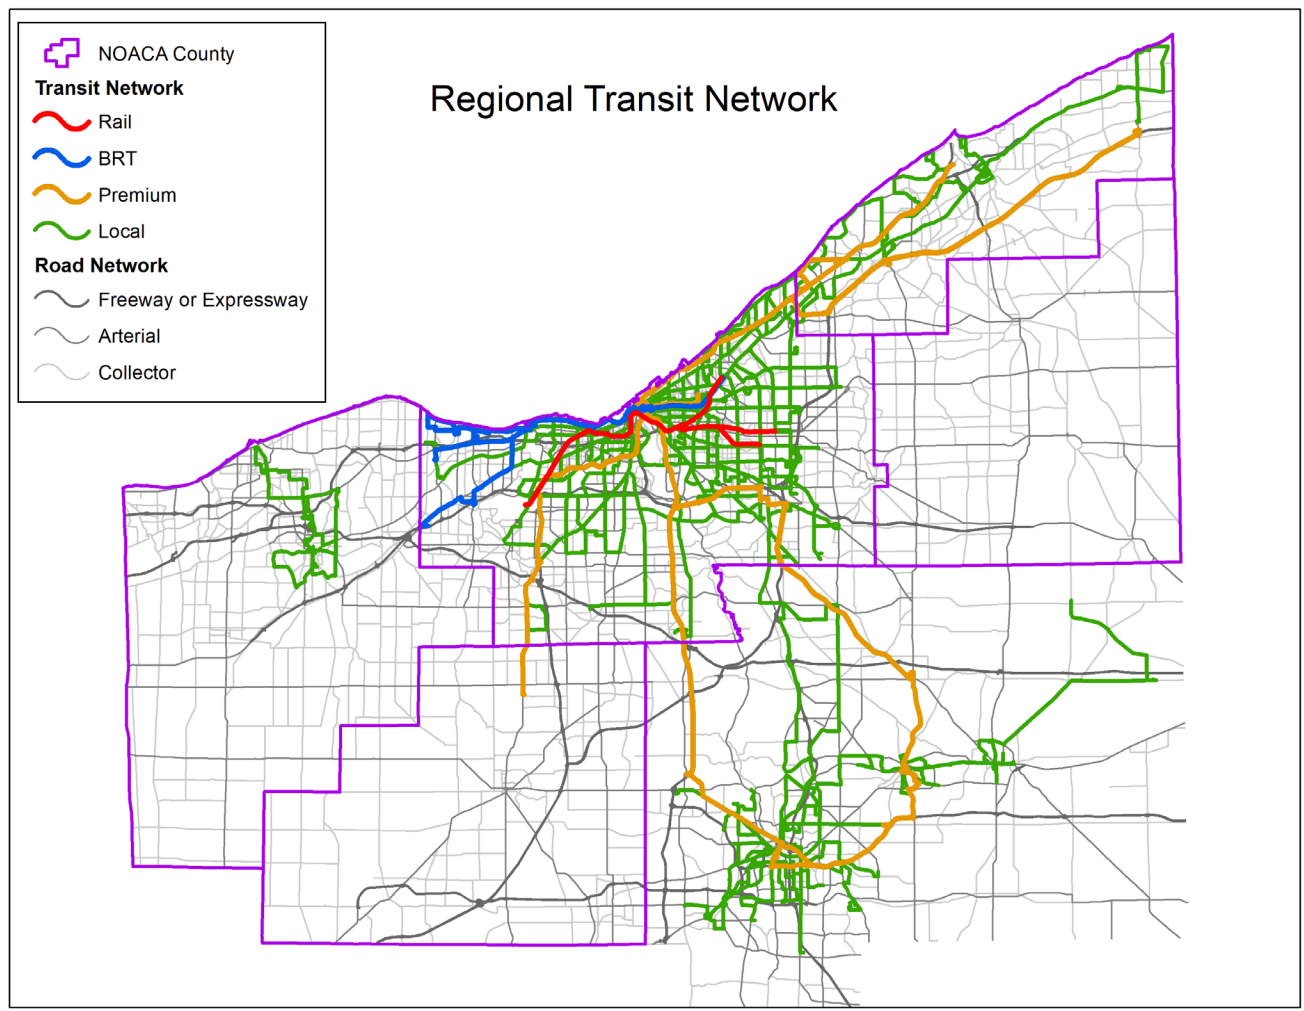 Regional Transit Network
NOACA County
Transit Network
Rail
BRT
Premium
Local
Road Network
Freeway or Expressway
Arterial
Collector